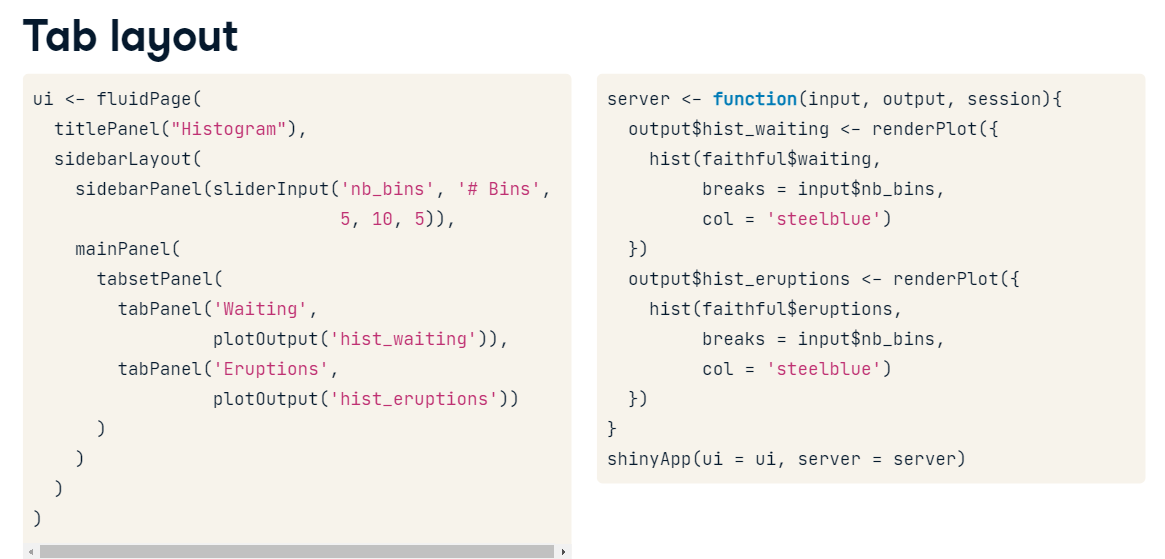 Tab layout
ui <- fluidPage(
  titlePanel("Histogram"),
  sidebarLayout(
    sidebarPanel(sliderInput('nb_bins', '# Bins',
                             5, 10, 5)),
    mainPanel(
      tabsetPanel(
        tabPanel('Waiting',
                 plotOutput('hist_waiting')),
        tabPanel('Eruptions',
                 plotOutput('hist_eruptions'))
      )
    )
  )
)
server <- function(input, output, session){
  output$hist_waiting <- renderPlot({
    hist(faithful$waiting,
         breaks = input$nb_bins,
         col = 'steelblue')
  })
  output$hist_eruptions <- renderPlot({
    hist(faithful$eruptions,
         breaks = input$nb_bins,
         col = 'steelblue')
  })
}
shinyApp(ui = ui, server = server)